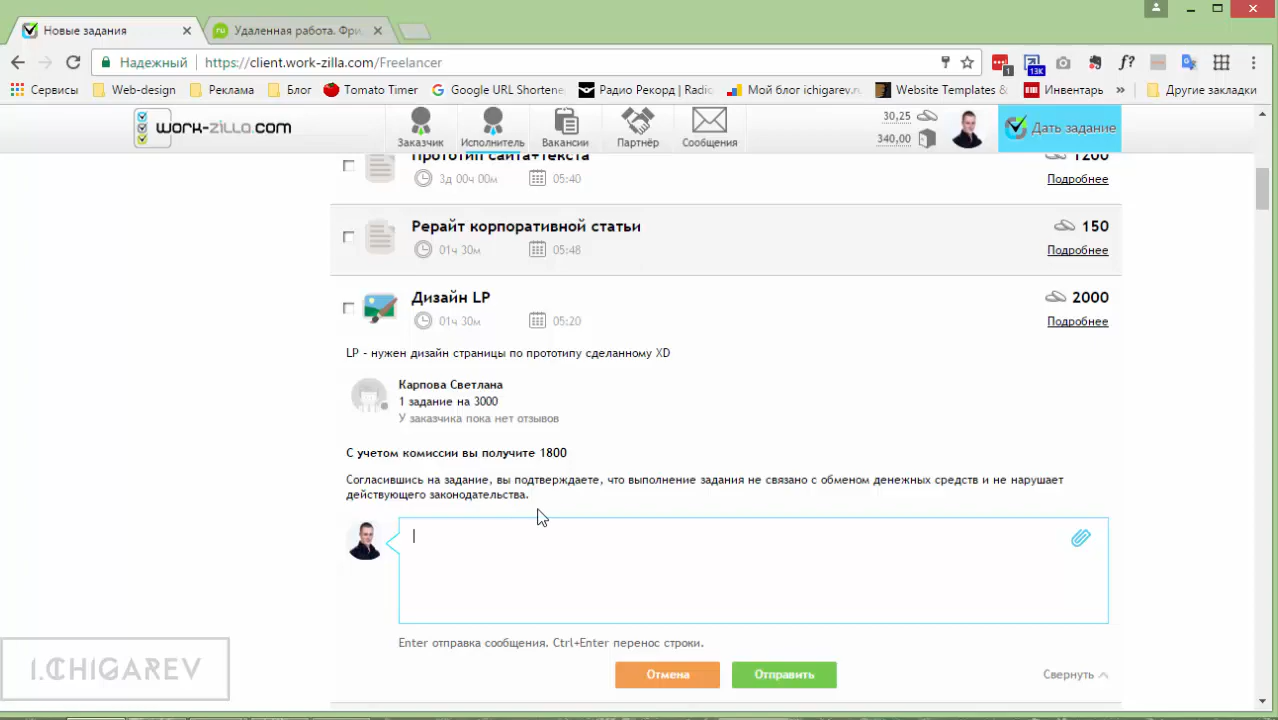 Новые задания
Удаленная работа. Фри
Надежный https://client.work-zilla.com/Freelancer
Сервисы Web-design Реклама Блог Tomato Timer Google URL Shortene Радио Рекорд | Radio Мой блог ichigarev.ru Website Templates & Инвентарь » Другие закладки
1
13K
f?
work-zilla.com
Заказчик Исполнитель Вакансии Партнёр Сообщения
30,25
340,00
Дать задание
Прототип сайта+текста 1200
3д 00ч 00м 05:40 Подробнее
Рерайт корпоративной статьи 150
01ч 30м 05:48 Подробнее
Дизайн LP 2000
01ч 30м 05:20 Подробнее
LP - нужен дизайн страницы по прототипу сделанному XD
Карпова Светлана
1 задание на 3000
У заказчика пока нет отзывов
С учетом комиссии вы получите 1800
Согласившись на задание, вы подтверждаете, что выполнение задания не связано с обменом денежных средств и не нарушает
действующего законодательства.
Enter отправка сообщения. Ctrl+Enter перенос строки.
Отмена Отправить Свернуть
I.CHIGAREV